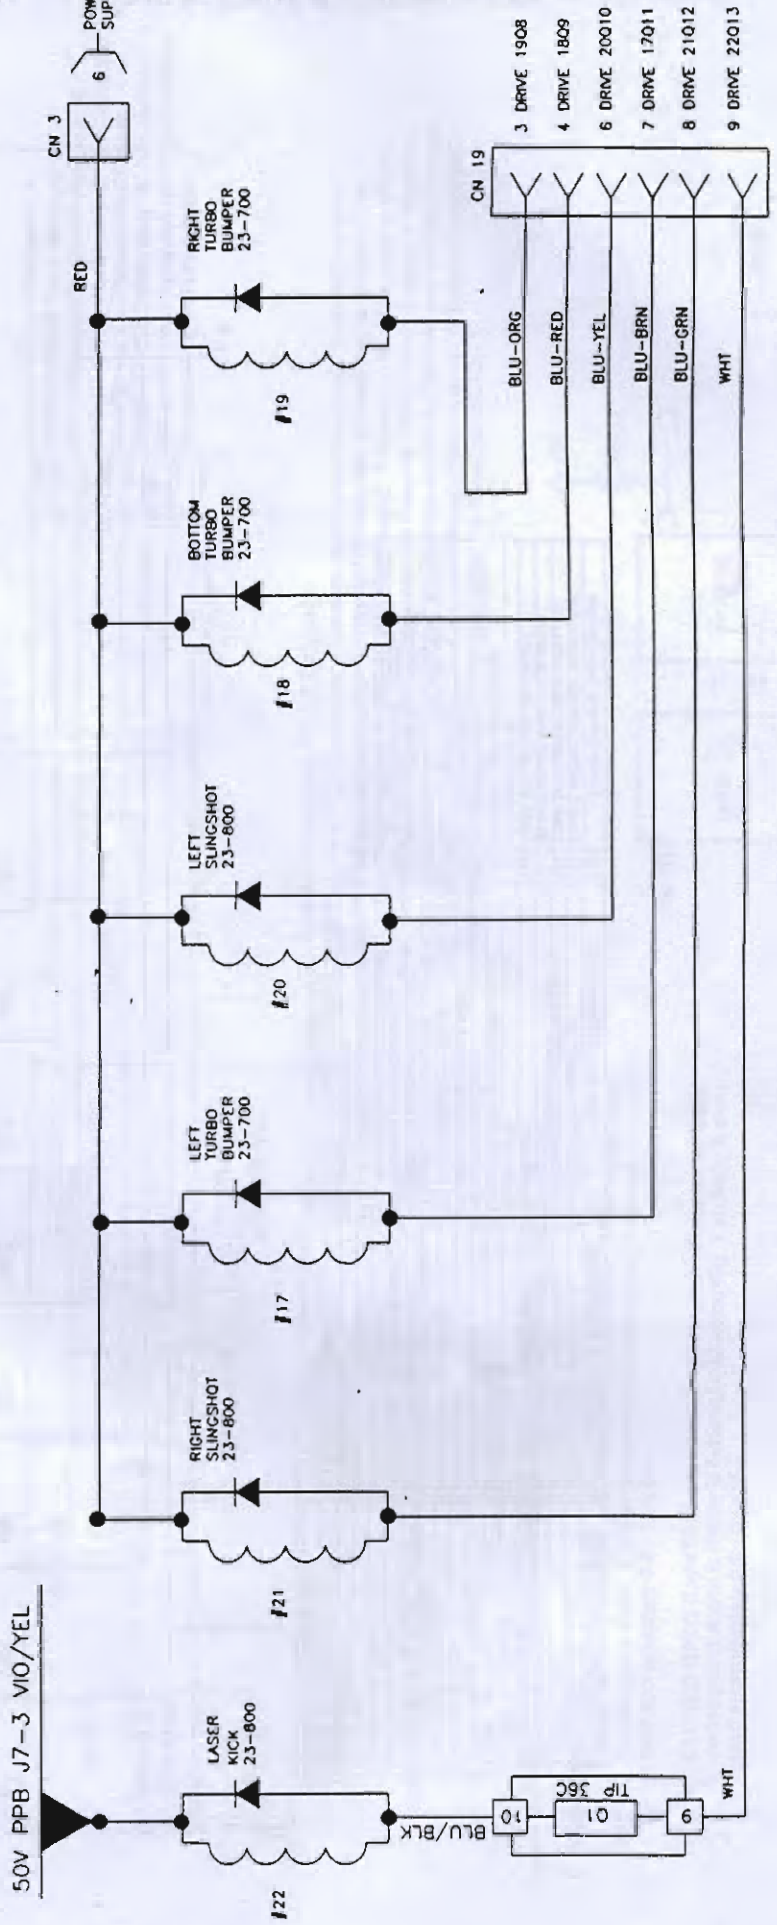 50V PPB J7-3 VIO/YEL
LASER
KICK
23-800
#22
BLU/BLK
10
Q1
TIP 36C
9
WHT
RIGHT
SLINGSHOT
23-800
#21
LEFT
TURBO
BUMPER
23-700
#17
LEFT
SLINGSHOT
23-800
#20
BOTTOM
TURBO
BUMPER
23-700
#18
RIGHT
TURBO
BUMPER
23-700
#19
RED
CN 3
6
POW
SUP
CN 19
BLU-ORG
3 DRIVE 19Q8
BLU-RED
4 DRIVE 18Q9
BLU-YEL
6 DRIVE 20Q10
BLU-BRN
7 DRIVE 17Q11
BLU-GRN
8 DRIVE 21Q12
WHT
9 DRIVE 22Q13